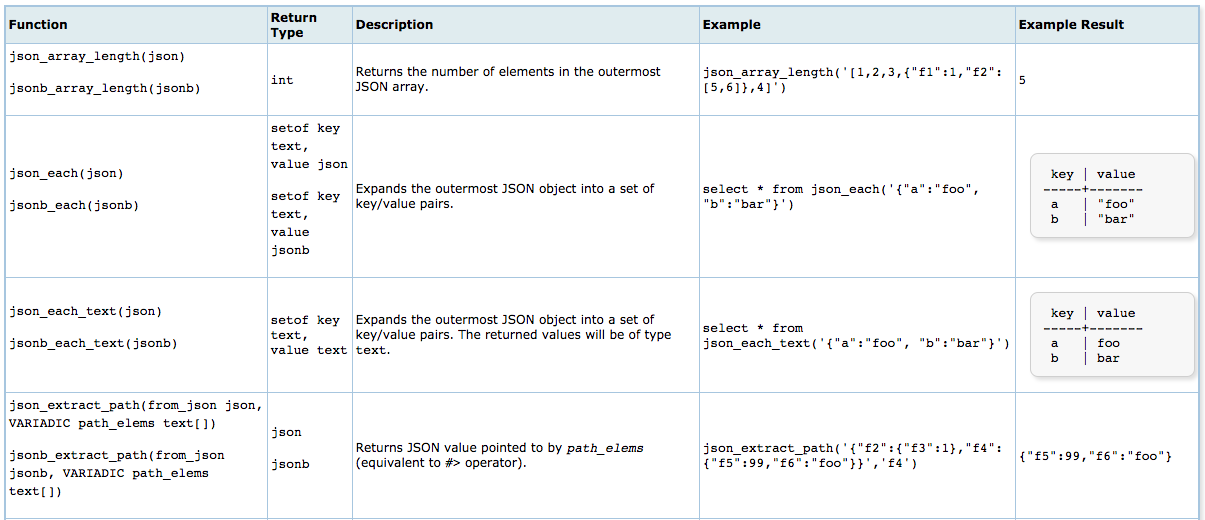 Function
Return
Type
Description
Example
Example Result
json_array_length(json)
jsonb_array_length(jsonb)
int
Returns the number of elements in the outermost
JSON array.
json_array_length('[1,2,3,{"f1":1,"f2":
[5,6]},4]')
5
json_each(json)
jsonb_each(jsonb)
setof key
text,
value json
setof key
text,
value
jsonb
Expands the outermost JSON object into a set of
key/value pairs.
select * from json_each('{"a":"foo",
"b":"bar"}')
key | value
-----+-------
a | "foo"
b | "bar"
json_each_text(json)
jsonb_each_text(jsonb)
setof key
text,
value text
Expands the outermost JSON object into a set of
key/value pairs. The returned values will be of type
text.
select * from
json_each_text('{"a":"foo", "b":"bar"}')
key | value
-----+-------
a | foo
b | bar
json_extract_path(from_json json,
VARIADIC path_elems text[])
jsonb_extract_path(from_json
jsonb, VARIADIC path_elems
text[])
json
jsonb
Returns JSON value pointed to by path_elems
(equivalent to #> operator).
json_extract_path('{"f2":{"f3":1},"f4":
{"f5":99,"f6":"foo"}}','f4')
{"f5":99,"f6":"foo"}